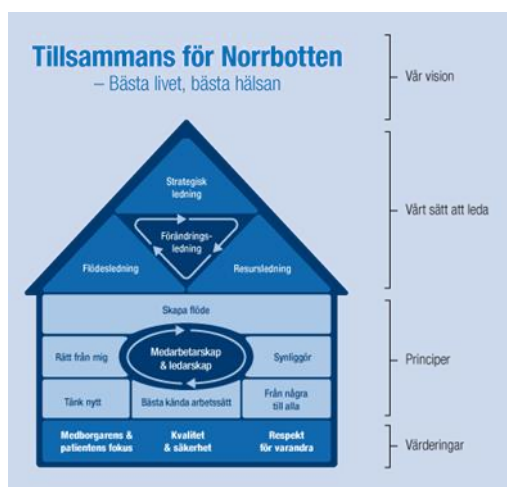 Tillsammans för Norrbotten
– Bästa livet, bästa hälsan
Vår vision
Strategisk
ledning
Förändrings-
ledning
Flödesledning
Resursledning
Vårt sätt att leda
Skapa flöde
Rätt från mig
Medarbetarskap
& ledarskap
Synliggör
Tänk nytt
Bästa kända arbetssätt
Från några
till alla
Principer
Medborgarens &
patientens fokus
Kvalitet
& säkerhet
Respekt
för varandra
Värderingar